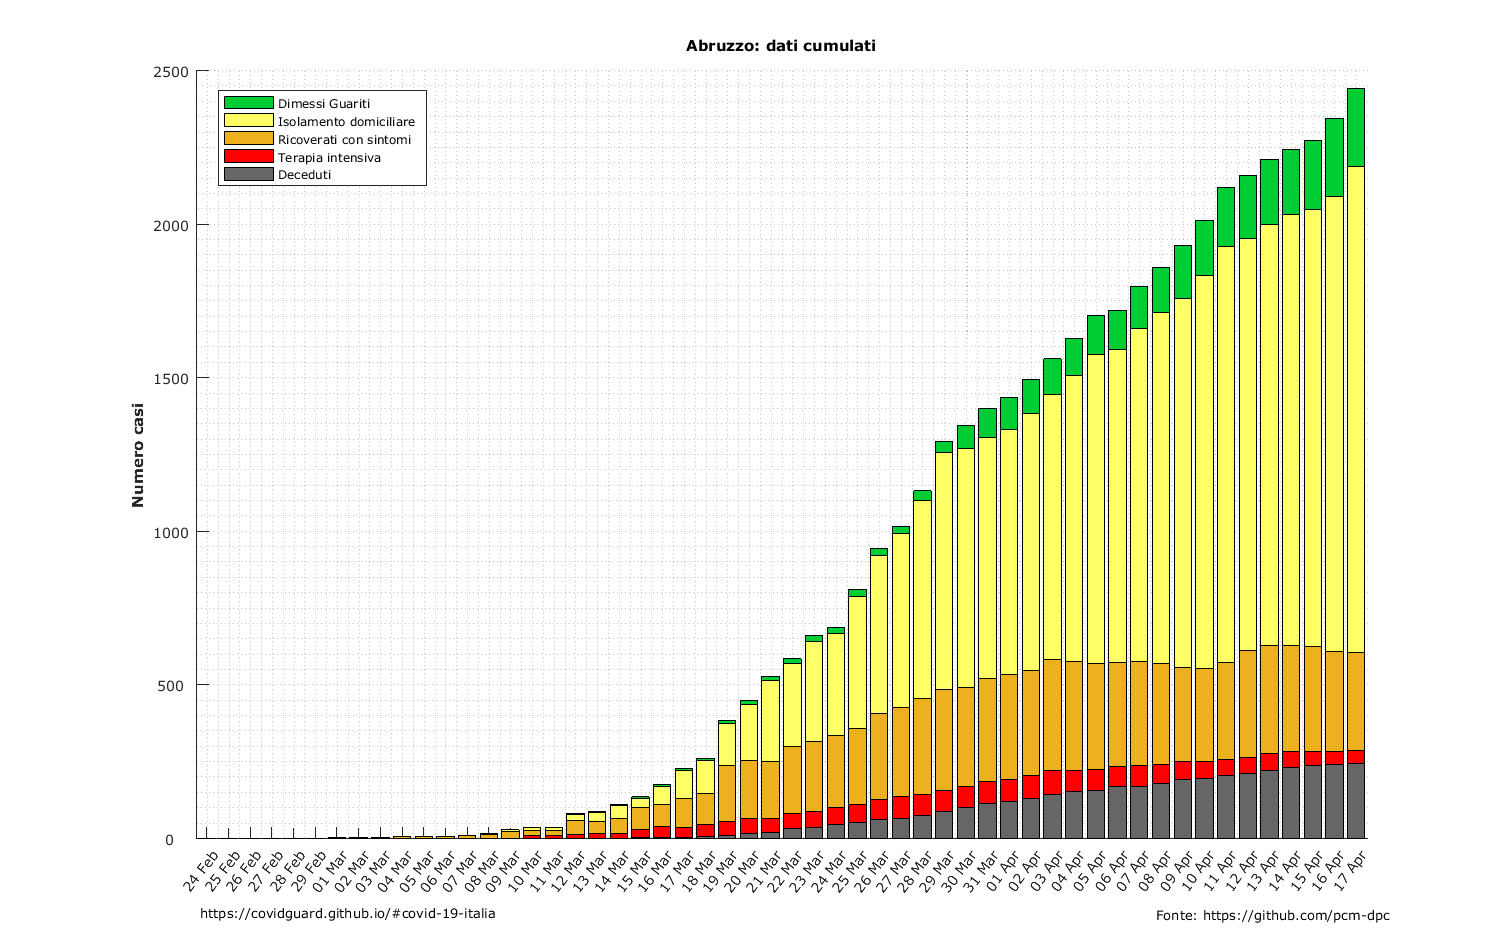 Abruzzo: dati cumulati
2500
2000
1500
1000
500
0
Numero casi
Dimessi Guariti
Isolamento domiciliare
Ricoverati con sintomi
Terapia intensiva
Deceduti
24 Feb
25 Feb
26 Feb
27 Feb
28 Feb
29 Feb
01 Mar
02 Mar
03 Mar
04 Mar
05 Mar
06 Mar
07 Mar
08 Mar
09 Mar
10 Mar
11 Mar
12 Mar
13 Mar
14 Mar
15 Mar
16 Mar
17 Mar
18 Mar
19 Mar
20 Mar
21 Mar
22 Mar
23 Mar
24 Mar
25 Mar
26 Mar
27 Mar
28 Mar
29 Mar
30 Mar
31 Mar
01 Apr
02 Apr
03 Apr
04 Apr
05 Apr
06 Apr
07 Apr
08 Apr
09 Apr
10 Apr
11 Apr
12 Apr
13 Apr
14 Apr
15 Apr
16 Apr
17 Apr
https://covidguard.github.io/#covid-19-italia
Fonte: https://github.com/pcm-dpc